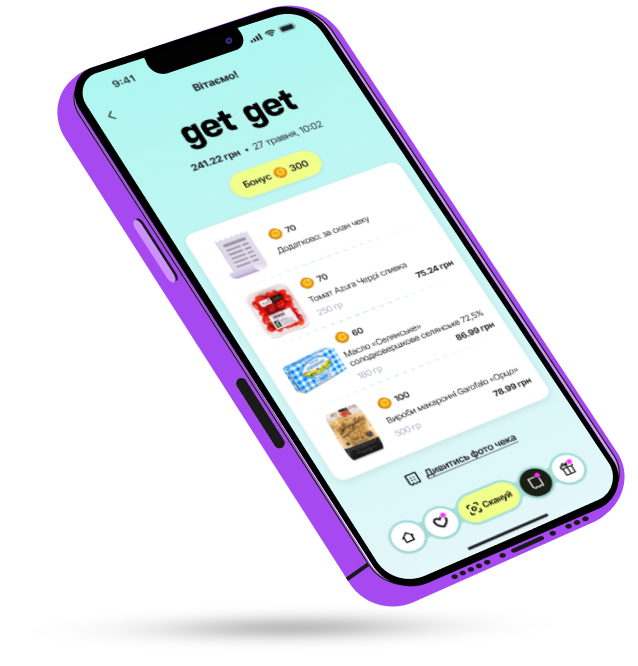 9:41
Вітаємо!
get get
241.22 грн • 27 травня, 10:02
Бонус 300
70
Додатково: за скан чеку
70
Томат Azura Черрі сливка
250 гр
75.24 грн
60
Масло «Селянське»
солодковершкове селянське 72,5%
180 гр
86.99 грн
100
Вироби макаронні Garofalo «Орцо»
500 гр
78.99 грн
Дивитись фото чека
Скануй